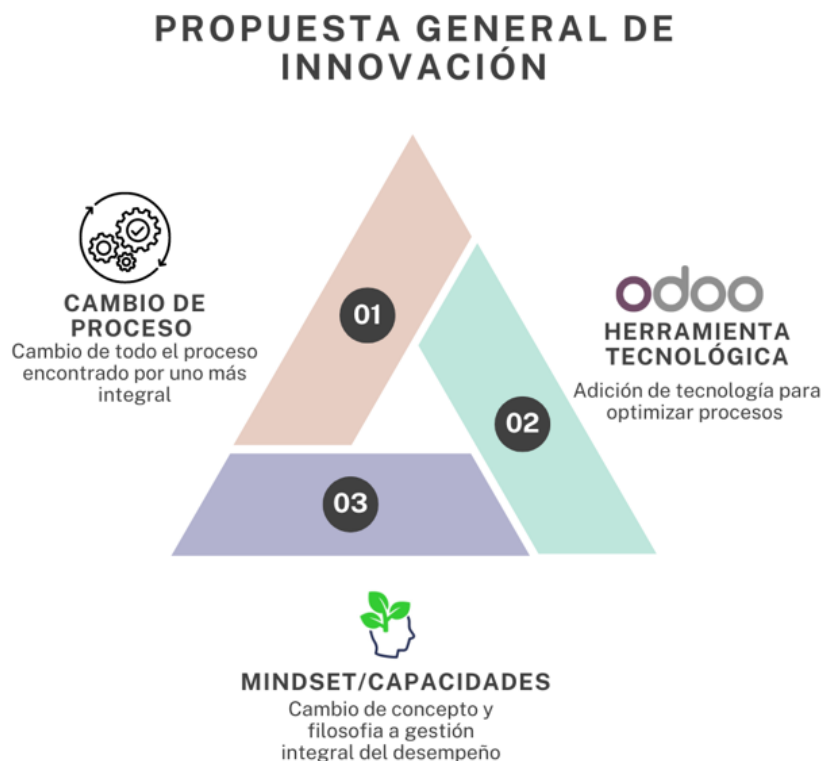 PROPUESTA GENERAL DE
INNOVACIÓN
CAMBIO DE
PROCESO
Cambio de todo el proceso
encontrado por uno más
integral
01
odoo
HERRAMIENTA
TECNOLÓGICA
Adición de tecnología para
optimizar procesos
02
03
MINDSET/CAPACIDADES
Cambio de concepto y
filosofia a gestión
integral del desempeño